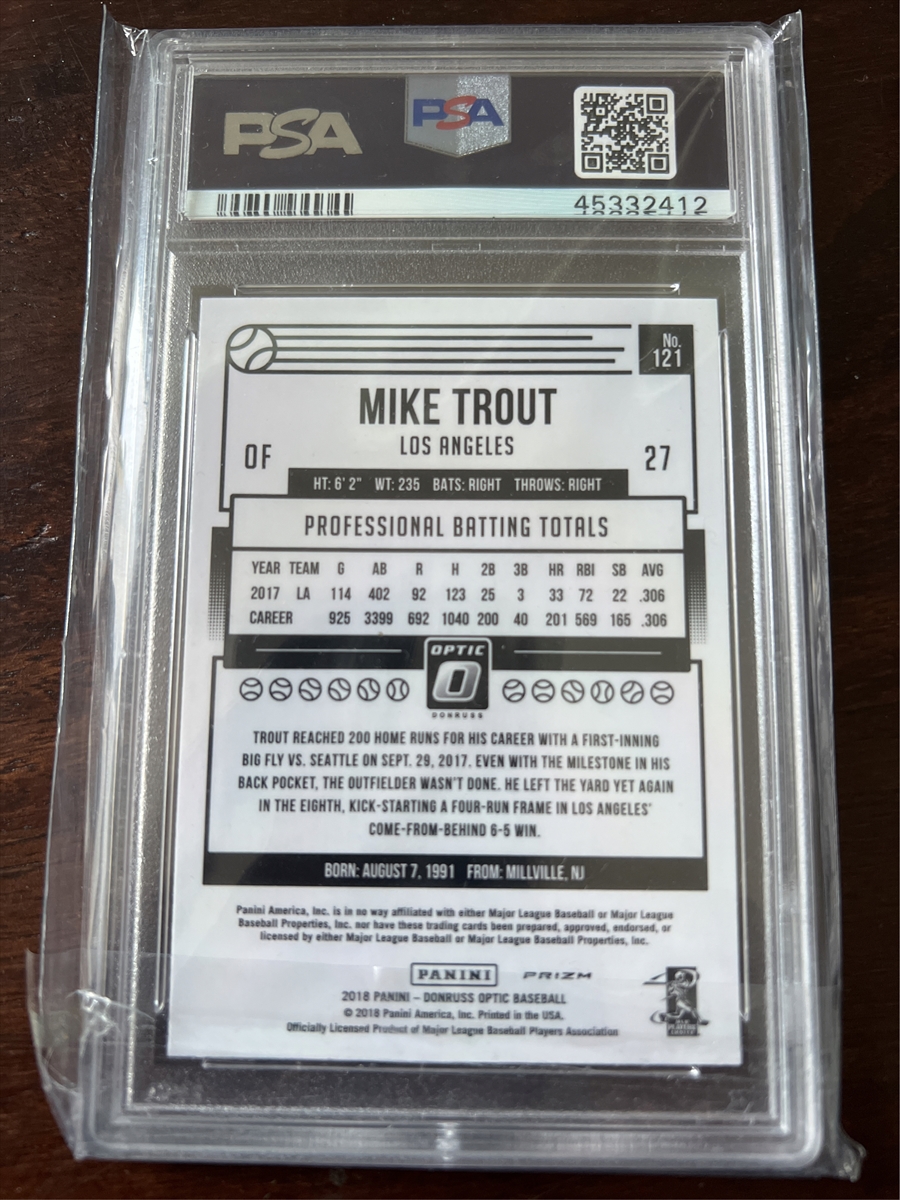 PSA PSA
45332412
No.
121
MIKE TROUT
LOS ANGELES
OF 27
HT: 6' 2" WT: 235 BATS: RIGHT THROWS: RIGHT
PROFESSIONAL BATTING TOTALS
YEAR TEAM G AB R H 2B 3B HR RBI SB AVG
2017 LA 114 402 92 123 25 3 33 72 22 .306
CAREER 925 3399 692 1040 200 40 201 569 165 .306
OPTIC
O
DONRUSS
TROUT REACHED 200 HOME RUNS FOR HIS CAREER WITH A FIRST-INNING
BIG FLY VS. SEATTLE ON SEPT. 29, 2017. EVEN WITH THE MILESTONE IN HIS
BACK POCKET, THE OUTFIELDER WASN'T DONE. HE LEFT THE YARD YET AGAIN
IN THE EIGHTH, KICK-STARTING A FOUR-RUN FRAME IN LOS ANGELES'
COME-FROM-BEHIND 6-5 WIN.
BORN: AUGUST 7, 1991 FROM: MILLVILLE, NJ
Panini America, Inc. is in no way affiliated with either Major League Baseball or Major League
Baseball Properties, Inc. nor have these trading cards been prepared, approved, endorsed, or
licensed by either Major League Baseball or Major League Baseball Properties, Inc.
PANINI PRIZM
2018 PANINI – DONRUSS OPTIC BASEBALL
© 2018 Panini America, Inc. Printed in the USA.
Officially Licensed Product of Major League Baseball Players Association